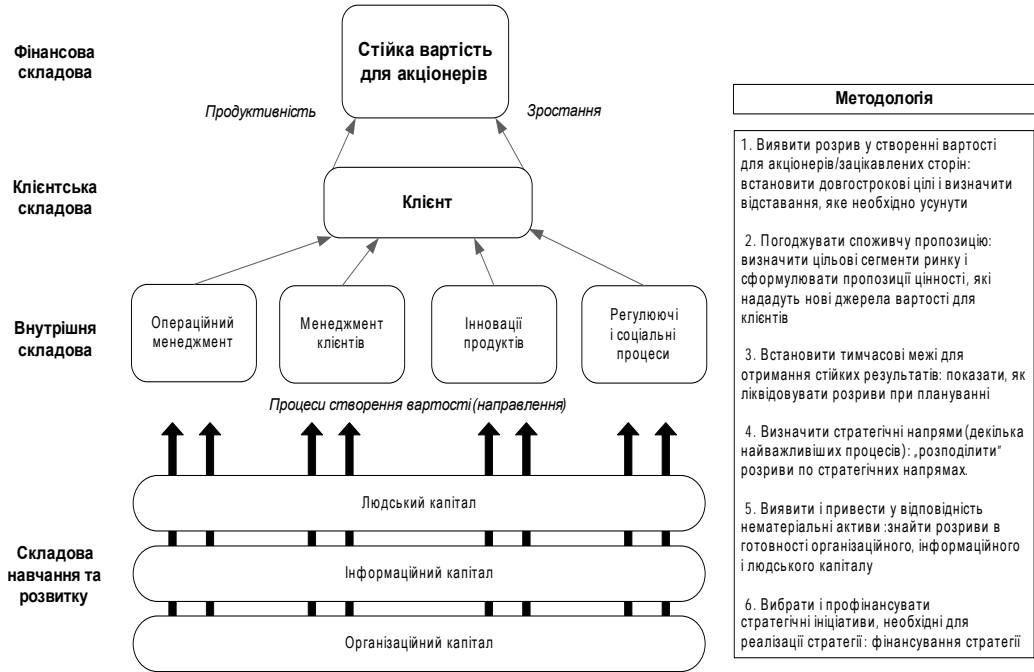 Фінансова
складова
Стійка вартість
для акціонерів
Продуктивність
Зростання
Клієнтська
складова
Клієнт
Внутрішня
складова
Операційний
менеджмент
Менеджмент
клієнтів
Інновації
продуктів
Регулюючі
і соціальні
процеси
Процеси створення вартості (направлення)
Складова
навчання та
розвитку
Людський капітал
Інформаційний капітал
Організаційний капітал
Методологія
1. Виявити розрив у створенні вартості
для акціонерів/зацікавлених сторін:
встановити довгострокові цілі і визначити
відставання, яке необхідно усунути
2. Погоджувати споживчу пропозицію:
визначити цільові сегменти ринку і
сформулювати пропозиції цінності, які
нададуть нові джерела вартості для
клієнтів
3. Встановити тимчасові межі для
отримання стійких результатів: показати, як
ліквідовувати розриви при плануванні
4. Визначити стратегічні напрями (декілька
найважливіших процесів): „розподілити“
розриви по стратегічних напрямах.
5. Виявити і привести у відповідність
нематеріальні активи :знайти розриви в
готовності організаційного, інформаційного
і людського капіталу
6. Вибрати і профінансувати
стратегічні ініціативи, необхідні для
реалізації стратегії: фінансування стратегії